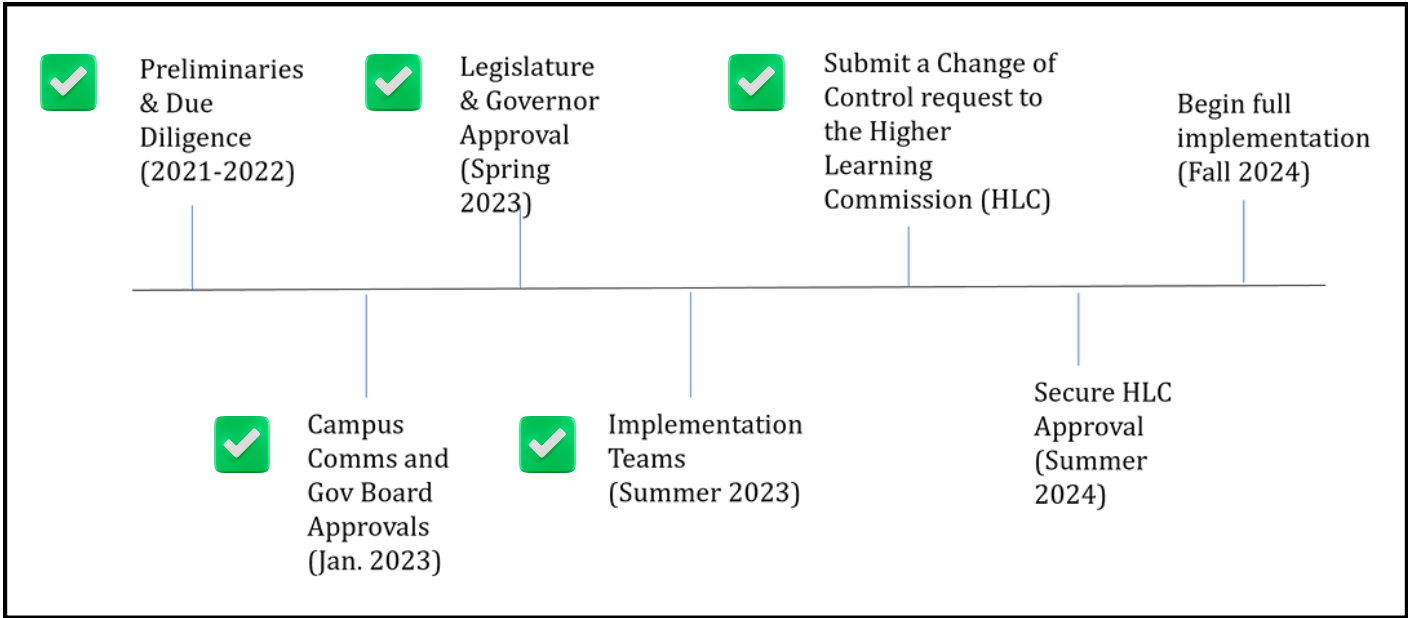 Preliminaries
& Due
Diligence
(2021-2022)
Legislature
& Governor
Approval
(Spring
2023)
Submit a Change of
Control request to
the Higher
Learning
Commission (HLC)
Begin full
implementation
(Fall 2024)
Campus
Comms and
Gov Board
Approvals
(Jan. 2023)
Implementation
Teams
(Summer 2023)
Secure HLC
Approval
(Summer
2024)